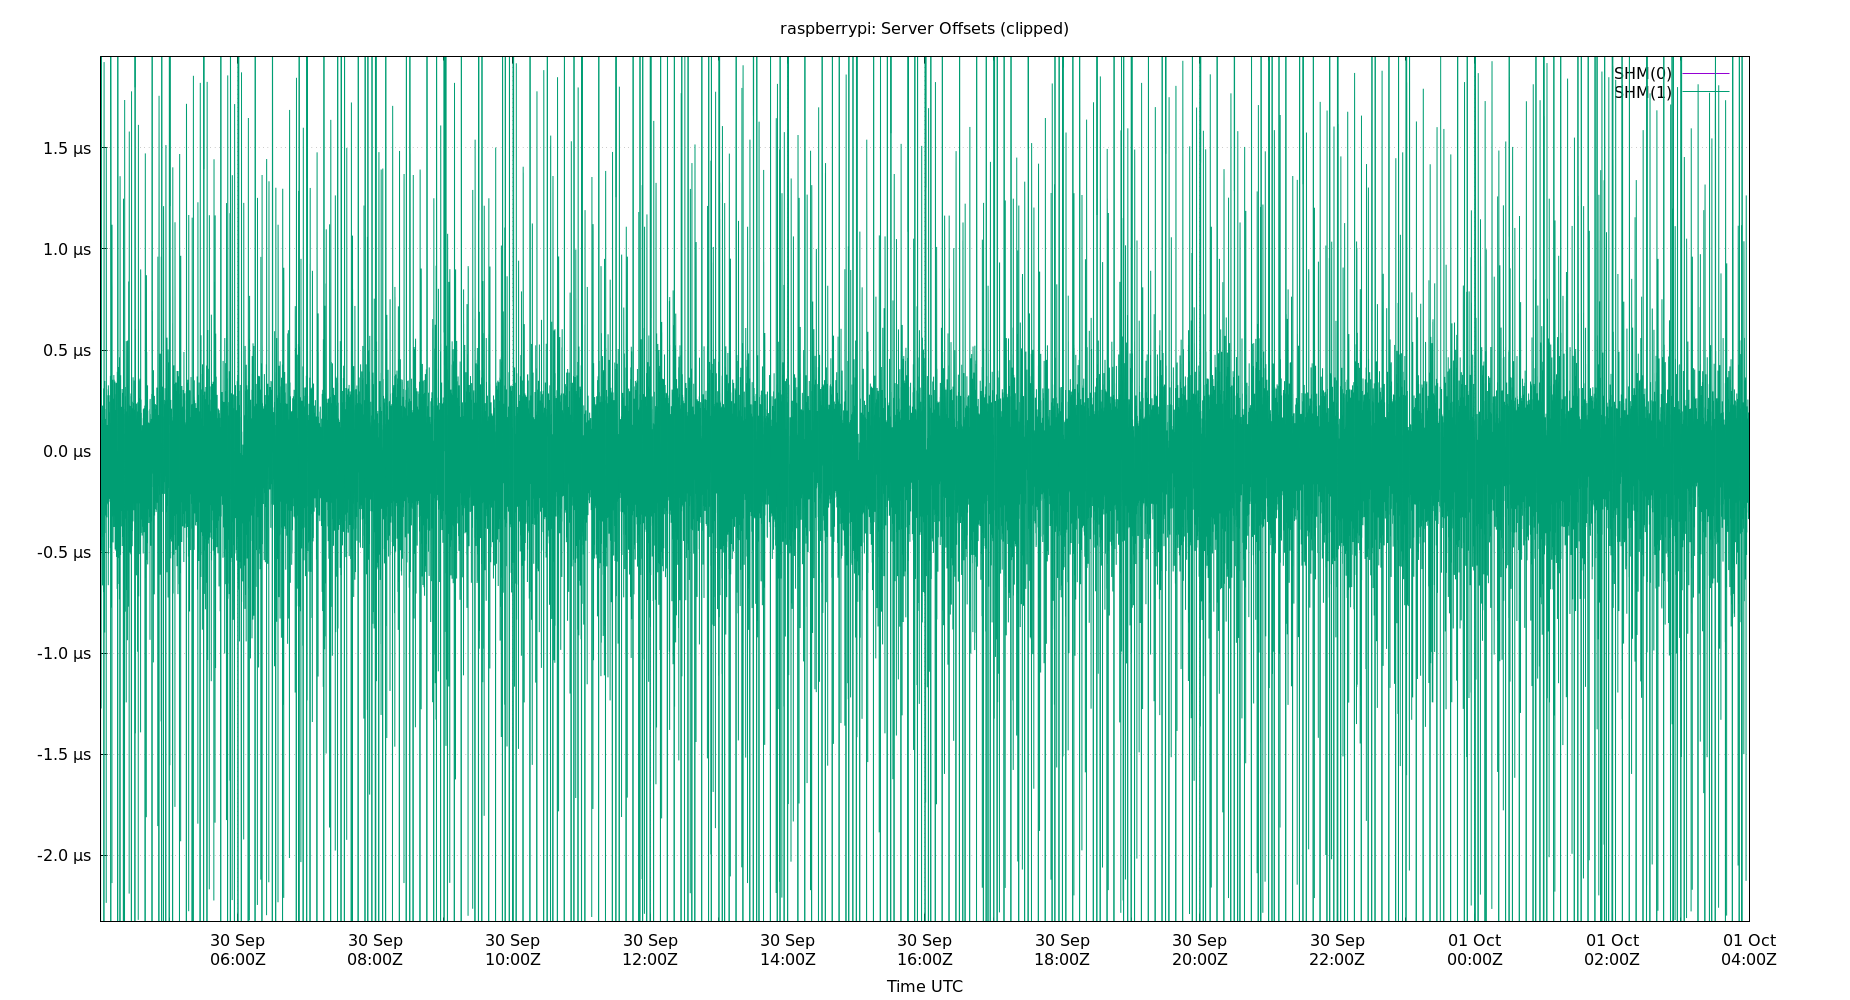 raspberrypi: Server Offsets (clipped)
SHM(0)
SHM(1)
1.5 µs
1.0 µs
0.5 µs
0.0 µs
-0.5 µs
-1.0 µs
-1.5 µs
-2.0 µs
30 Sep 30 Sep 30 Sep 30 Sep 30 Sep 30 Sep 30 Sep 30 Sep 30 Sep 01 Oct 01 Oct 01 Oct
06:00Z 08:00Z 10:00Z 12:00Z 14:00Z 16:00Z 18:00Z 20:00Z 22:00Z 00:00Z 02:00Z 04:00Z
Time UTC